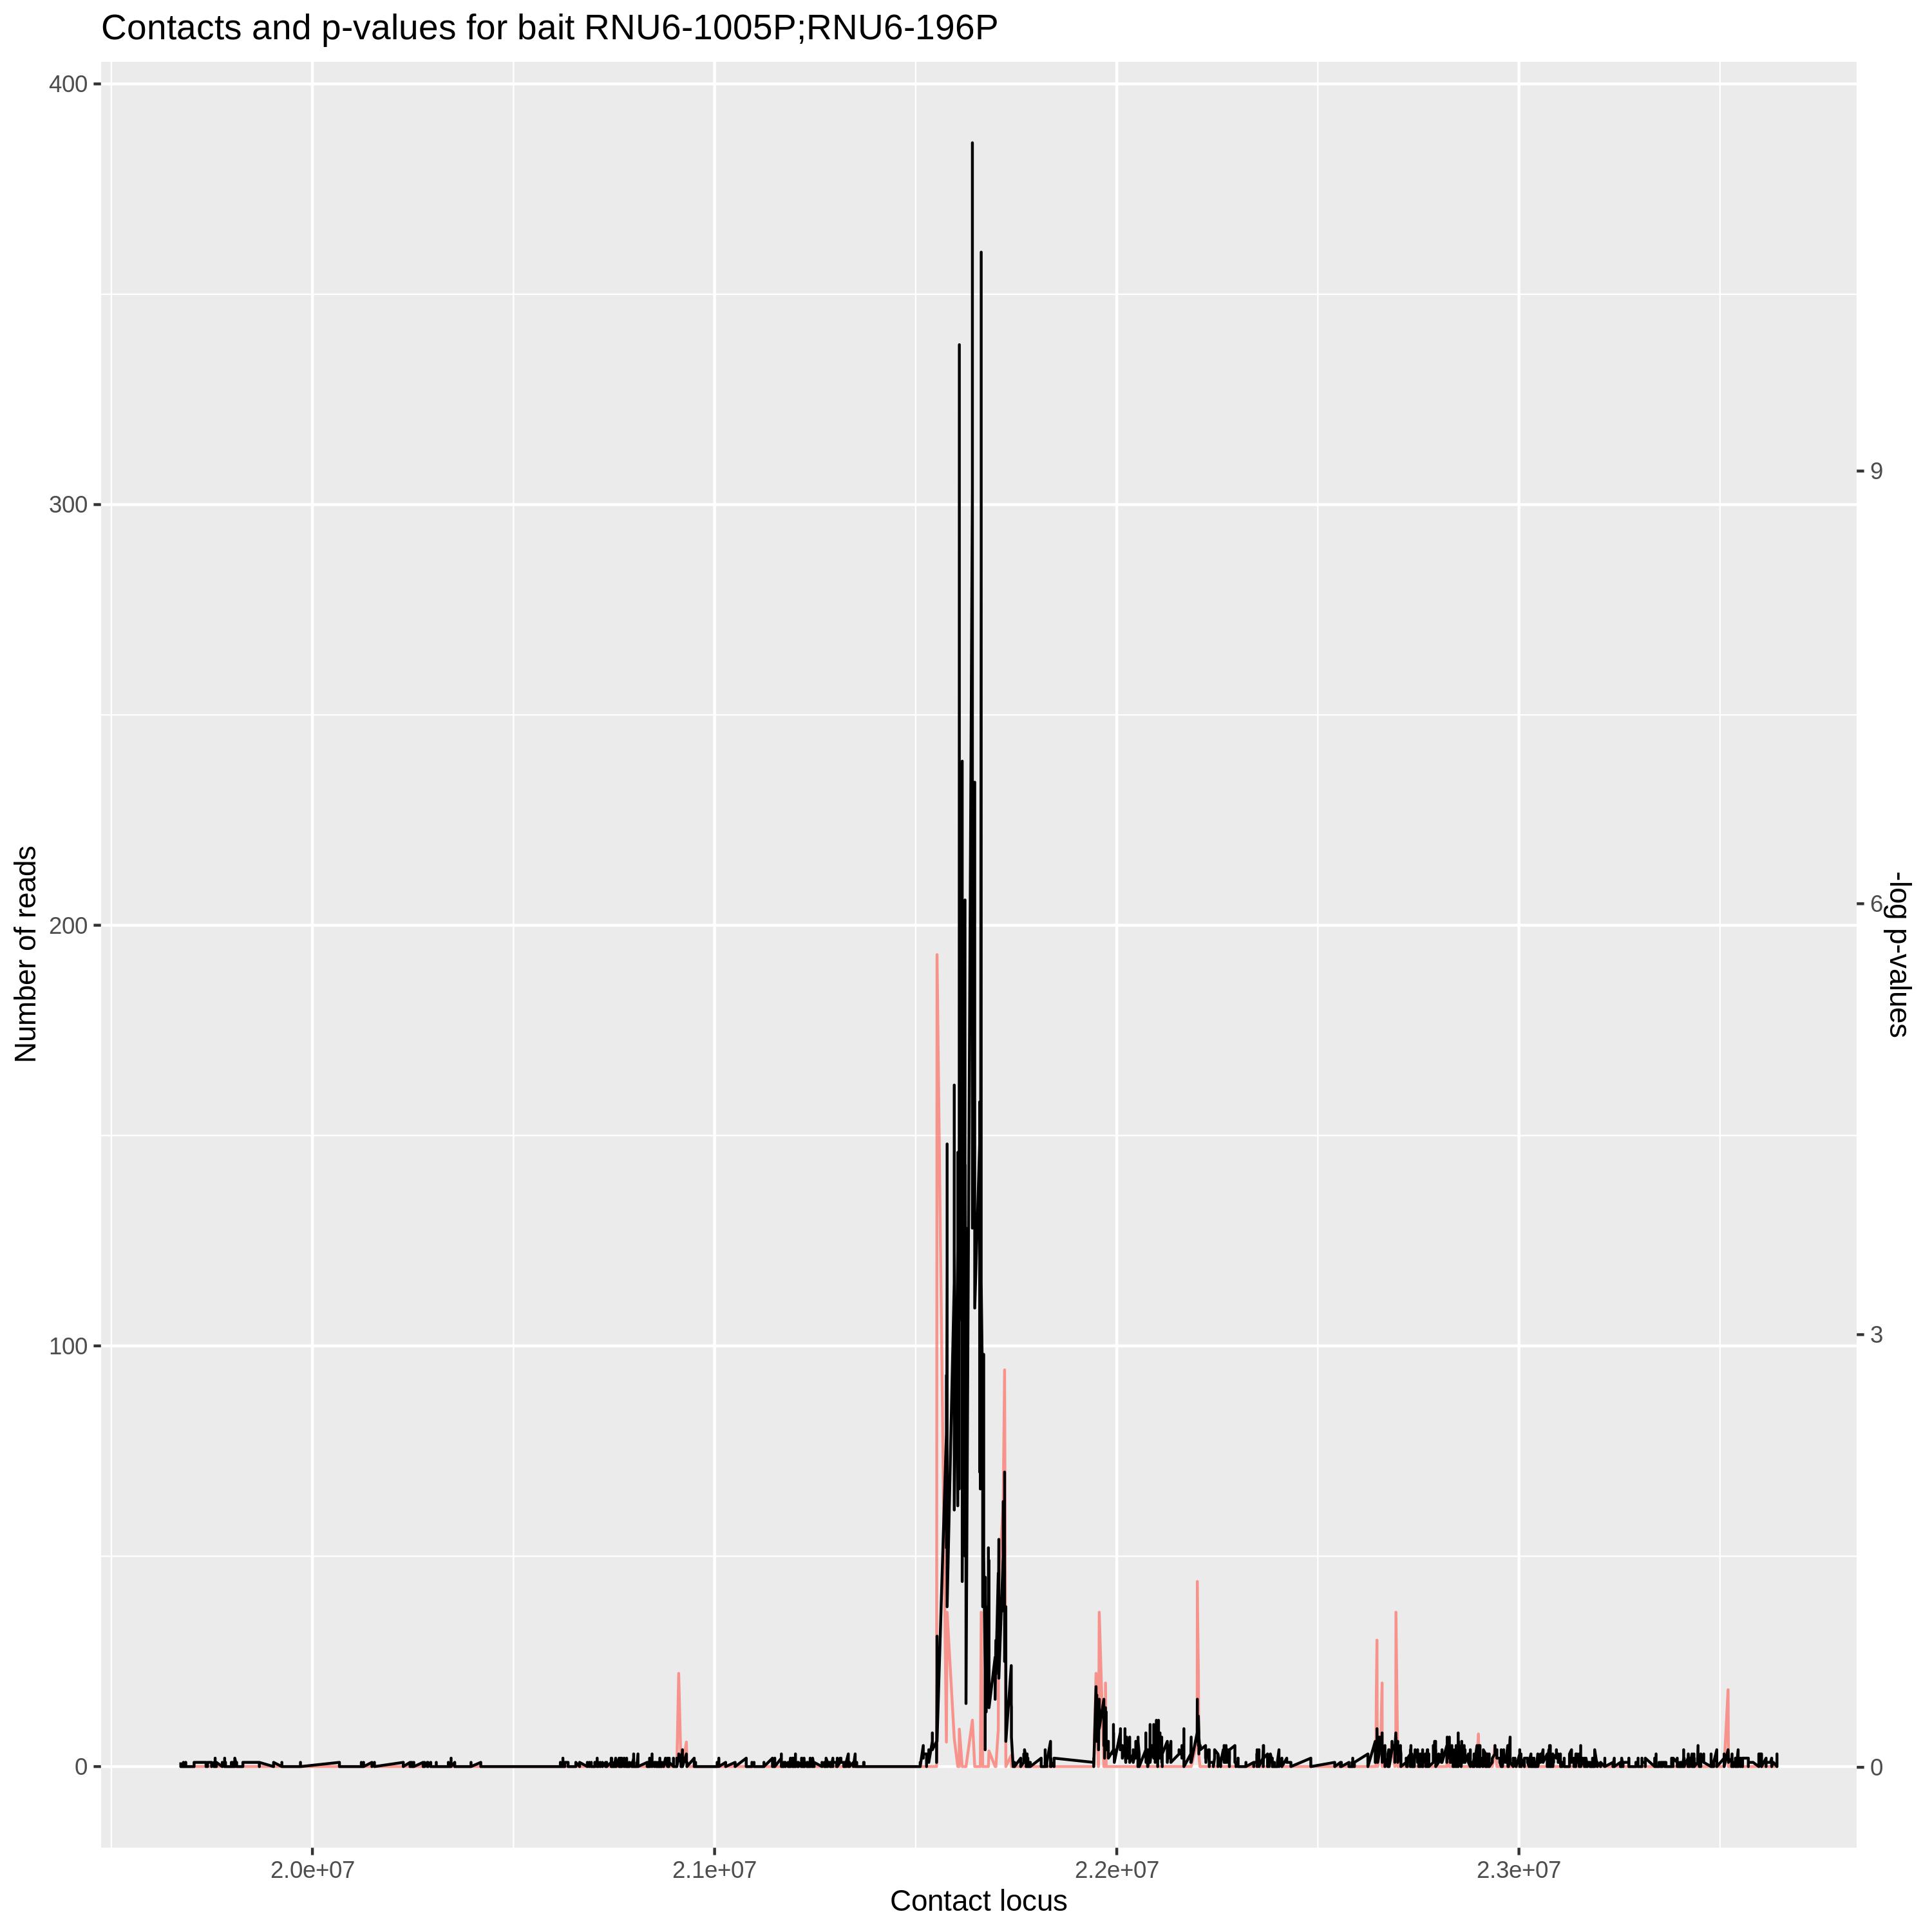 Contacts and p-values for bait RNU6-1005P;RNU6-196P
400
300
200
100
0
Number of reads
9
6
3
0
-log p-values
2.0e+07
2.1e+07
2.2e+07
2.3e+07
Contact locus